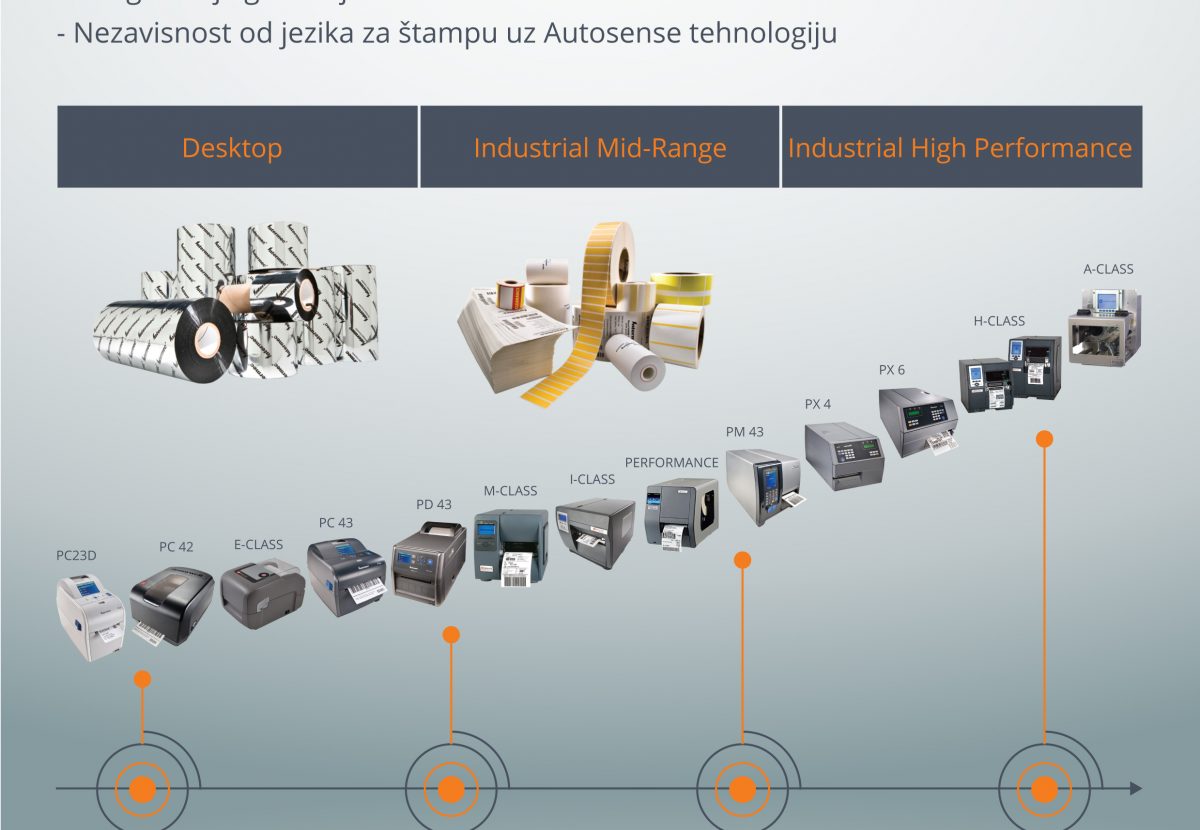 - Nezavisnost od jezika za štampu uz Autosense tehnologiju
Desktop
Industrial Mid-Range
Industrial High Performance
A-CLASS
H-CLASS
PX 6
PX 4
PM 43
PERFORMANCE
I-CLASS
M-CLASS
PD 43
PC 43
E-CLASS
PC 42
PC23D